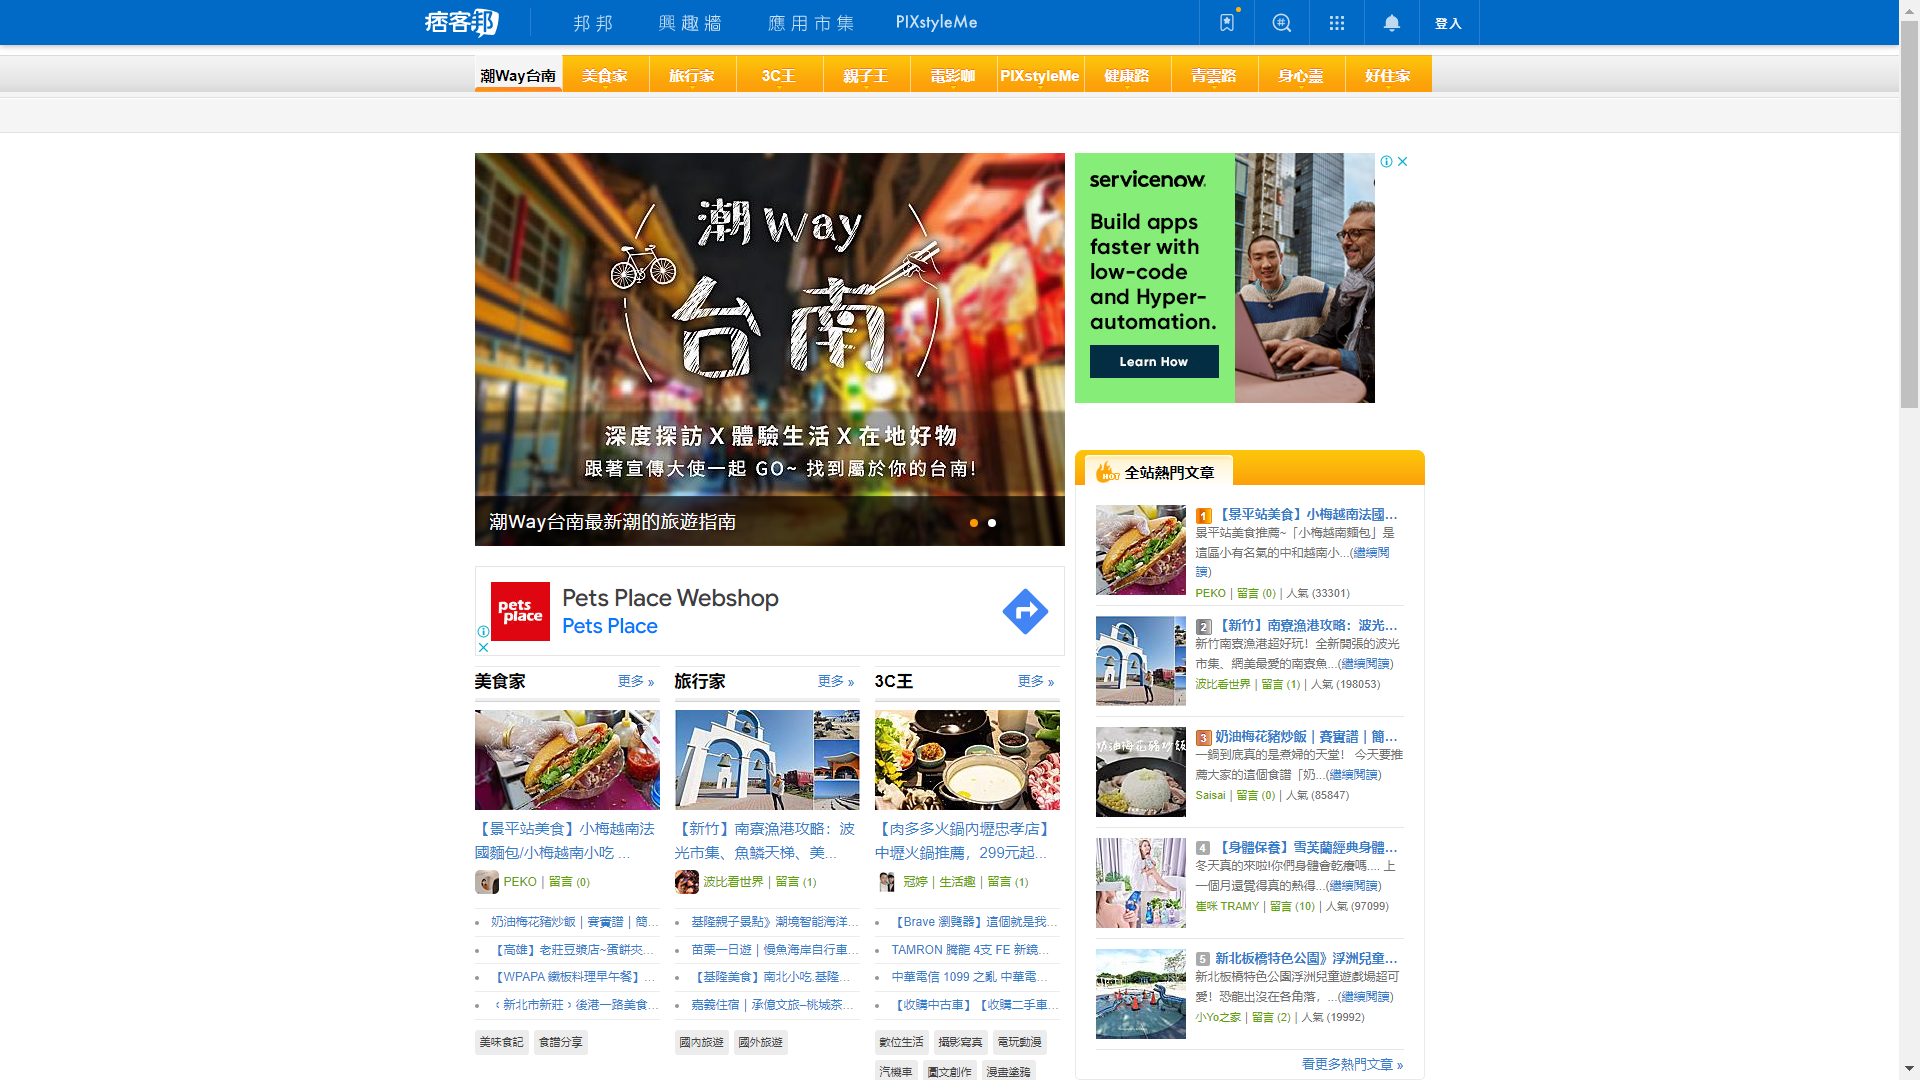 痞客邦
邦邦
興趣牆
應用市集
PIXstyleMe
登入
潮Way台南
美食家
旅行家
3C王
親子王
電影咖
PIXstyleMe
健康路
青雲路
身心靈
好住家
潮Way
台南
深度探訪X體驗生活X在地好物
跟著宣傳大使一起 GO~ 找到屬於你的台南!
潮Way台南最新潮的旅遊指南
servicenow
Build apps
faster with
low-code
and Hyper-
automation.
Learn How
pets
place
Pets Place Webshop
Pets Place
美食家
更多 »
【景平站美食】小梅越南法
國麵包/小梅越南小吃 ...
PEKO | 留言 (0)
奶油梅花豬炒飯 | 賽寶譜 | 簡...
【高雄】老莊豆漿店~蛋餅夾...
【WPAPA 鐵板料理早午餐】...
‹ 新北市新莊 › 後港一路美食...
美味食記
食譜分享
旅行家
更多 »
【新竹】南寮漁港攻略：波
光市集、魚鱗天梯、美...
波比看世界 | 留言 (1)
基隆親子景點》潮境智能海洋...
苗栗一日遊 | 慢魚海岸自行車...
【基隆美食】南北小吃.基隆...
嘉義住宿 | 承億文旅–桃城茶...
國內旅遊
國外旅遊
3C王
更多 »
【肉多多火鍋內壢忠孝店】
中壢火鍋推薦，299元起...
冠婷 | 生活趣 | 留言 (1)
【Brave 瀏覽器】這個就是我...
TAMRON 騰龍 4支 FE 新鏡...
中華電信 1099 之亂 中華電...
【收購中古車】【收購二手車...
數位生活
攝影寫真
電玩動漫
汽機車
圖文創作
漫畫塗鴉
HOT
全站熱門文章
1
【景平站美食】小梅越南法國...
景平站美食推薦~「小梅越南麵包」是
這區小有名氣的中和越南小...(繼續閱
讀)
PEKO | 留言 (0) | 人氣 (33301)
2
【新竹】南寮漁港攻略：波光...
新竹南寮漁港超好玩！全新開張的波光
市集、網美最愛的南寮魚...(繼續閱讀)
波比看世界 | 留言 (1) | 人氣 (198053)
奶油梅花豬炒飯
3
奶油梅花豬炒飯 | 賽寶譜 | 簡...
一鍋到底真的是煮婦的天堂！ 今天要推
薦大家的這個食譜「奶...(繼續閱讀)
Saisai | 留言 (0) | 人氣 (85847)
4
【身體保養】雪芙蘭經典身體...
冬天真的來啦!你們身體會乾癢嗎.... 上
一個月還覺得真的熱得...(繼續閱讀)
崔咪 TRAMY | 留言 (10) | 人氣 (97099)
5
新北板橋特色公園》浮洲兒童...
新北板橋特色公園浮洲兒童遊戲場超可
愛！恐龍出沒在各角落，...(繼續閱讀)
小Yo之家 | 留言 (2) | 人氣 (19992)
看更多熱門文章 »